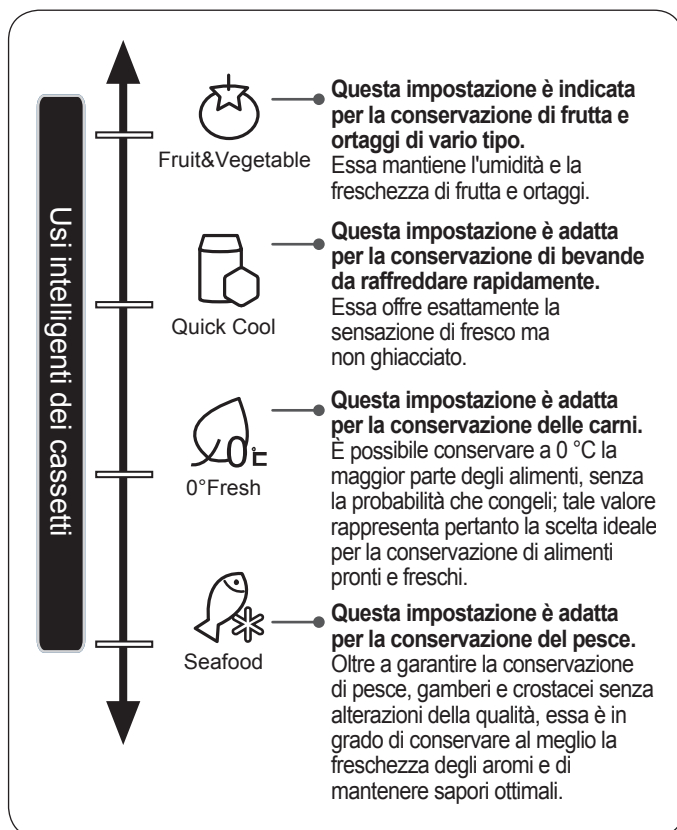 Usi intelligenti dei cassetti
Fruit&Vegetable
Questa impostazione è indicata
per la conservazione di frutta e
ortaggi di vario tipo.
Essa mantiene l'umidità e la
freschezza di frutta e ortaggi.
Quick Cool
Questa impostazione è adatta
per la conservazione di bevande
da raffreddare rapidamente.
Essa offre esattamente la
sensazione di fresco ma
non ghiacciato.
0℃
0°Fresh
Questa impostazione è adatta
per la conservazione delle carni.
È possibile conservare a 0 °C la
maggior parte degli alimenti, senza
la probabilità che congeli; tale valore
rappresenta pertanto la scelta ideale
per la conservazione di alimenti
pronti e freschi.
Seafood
Questa impostazione è adatta
per la conservazione del pesce.
Oltre a garantire la conservazione
di pesce, gamberi e crostacei senza
alterazioni della qualità, essa è in
grado di conservare al meglio la
freschezza degli aromi e di
mantenere sapori ottimali.